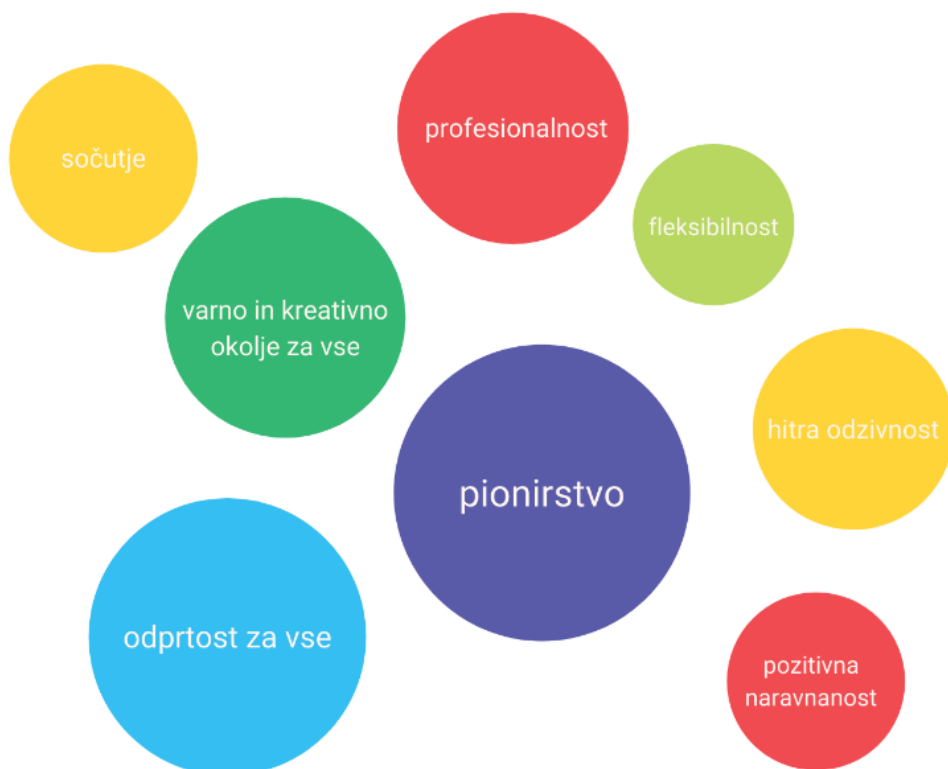 profesionalnost
sočutje
fleksibilnost
varno in kreativno
okolje za vse
hitra odzivnost
pionirstvo
odprtost za vse
pozitivna
naravnanost